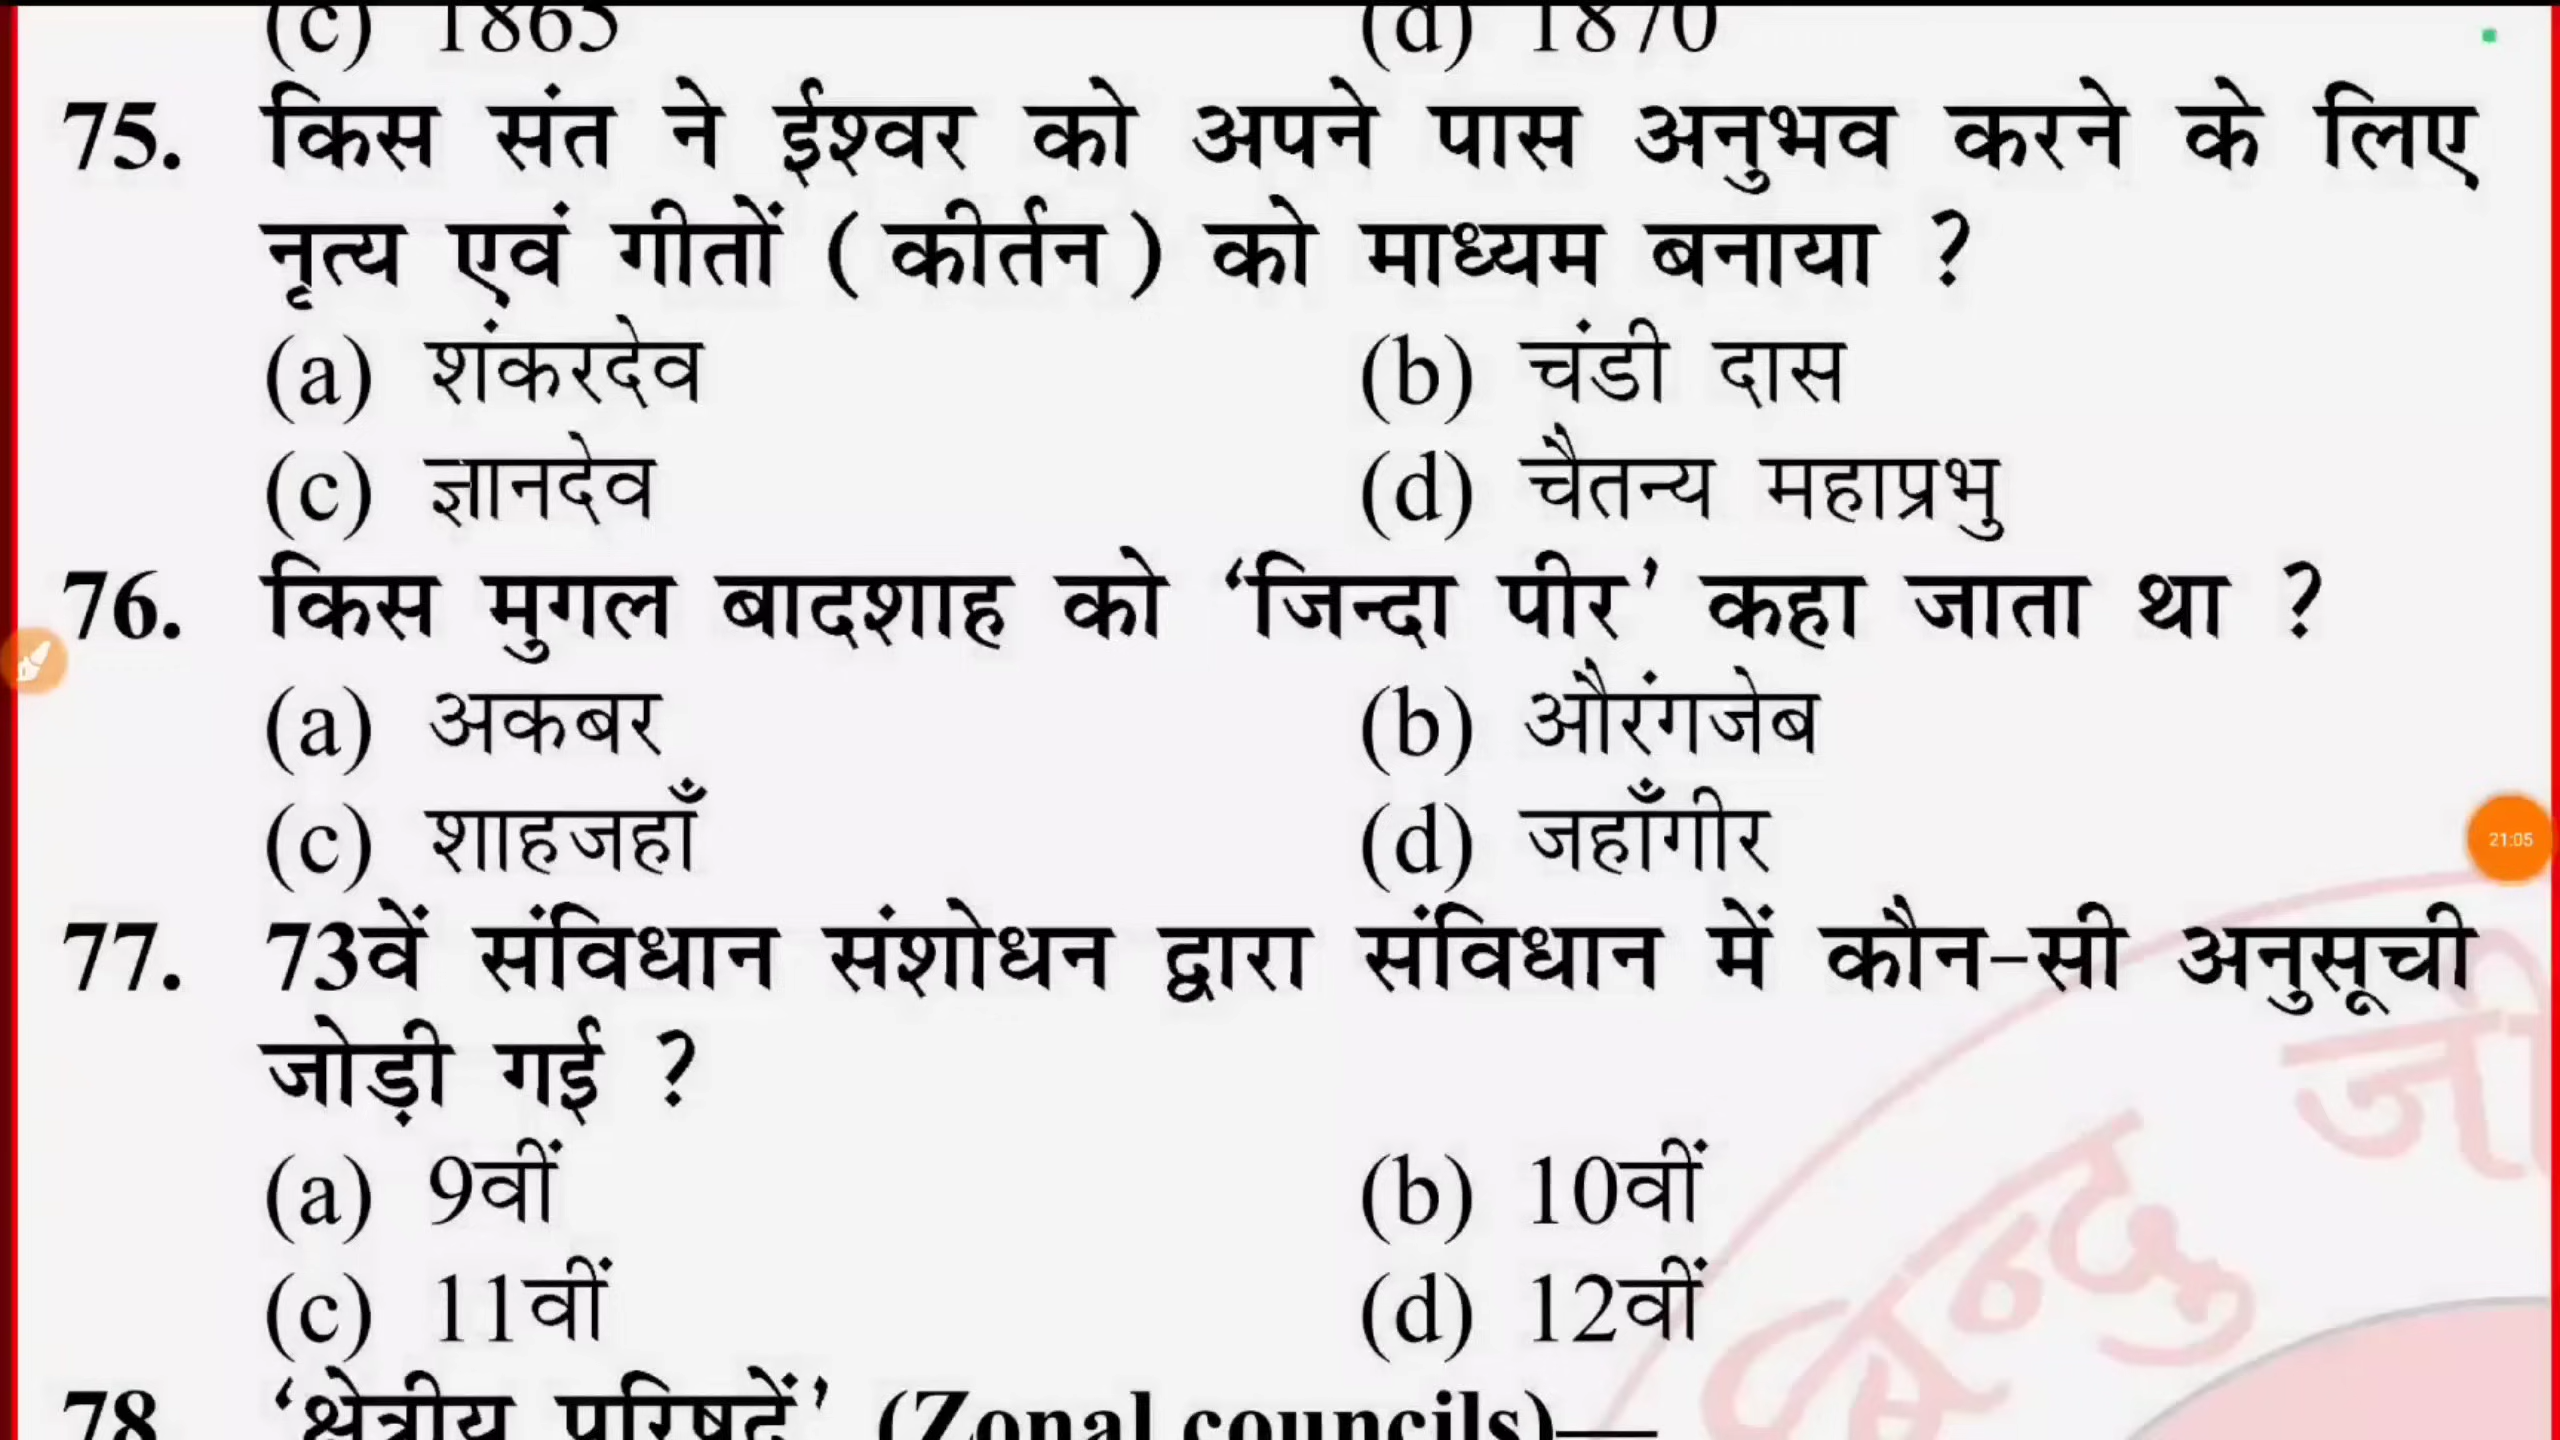 (c) 1865 (d) 1870
75. किस संत ने ईश्वर को अपने पास अनुभव करने के लिए
नृत्य एवं गीतों (कीर्तन) को माध्यम बनाया ?
(a) शंकरदेव (b) चंडी दास
(c) ज्ञानदेव (d) चैतन्य महाप्रभु
76. किस मुगल बादशाह को ‘जिन्दा पीर’ कहा जाता था ?
(a) अकबर (b) औरंगजेब
(c) शाहजहाँ (d) जहाँगीर
21:05
77. 73वें संविधान संशोधन द्वारा संविधान में कौन-सी अनुसूची
जोड़ी गई ?
(a) 9वीं (b) 10वीं
(c) 11वीं (d) 12वीं
78 ‘क्षेत्रीय परिषदें’ (Zonal councils)—